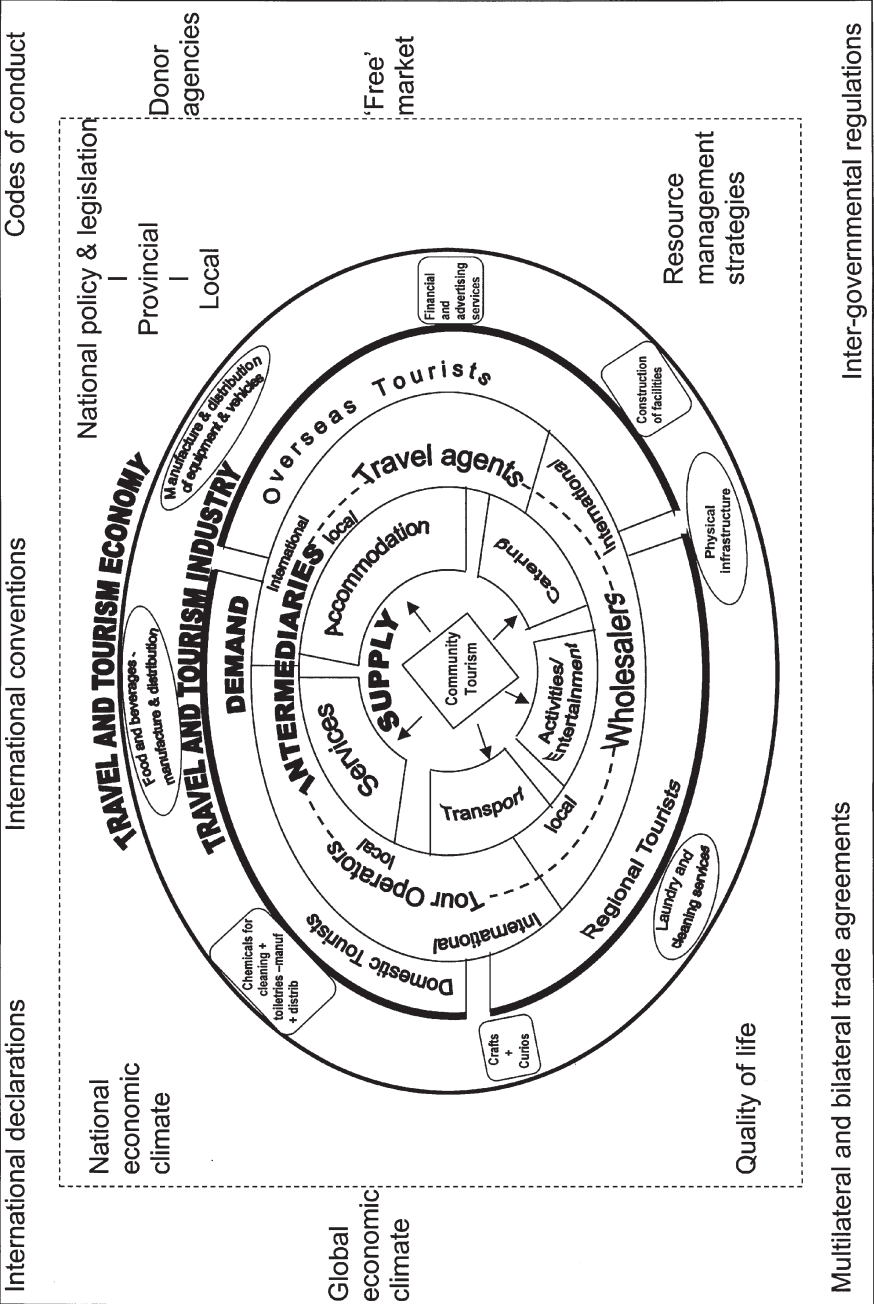 International declarations
International conventions
Codes of conduct
National
economic
climate
National policy & legislation
Provincial
Local
Donor
agencies
Global
economic
climate
'Free'
market
TRAVEL AND TOURISM ECONOMY
Food and beverages -
manufacture & distribution
Manufacture & distribution
of equipment & vehicles
Chemicals for
cleaning +
toiletries –manuf
+ distrib
Financial
and
advertising
services
Crafts
+
Curios
Construction
of facilities
Laundry and
cleaning services
Physical
infrastructure
TRAVEL AND TOURISM INDUSTRY
DEMAND
Overseas Tourists
Domestic Tourists
Regional Tourists
INTERMEDIARIES
International
local
Travel agents
Tour Operators
local
International
Wholesalers
local
International
SUPPLY
Services
Accommodation
Transport
Catering
Activities/
Entertainment
Community
Tourism
Quality of life
Resource
management
strategies
Multilateral and bilateral trade agreements
Inter-governmental regulations